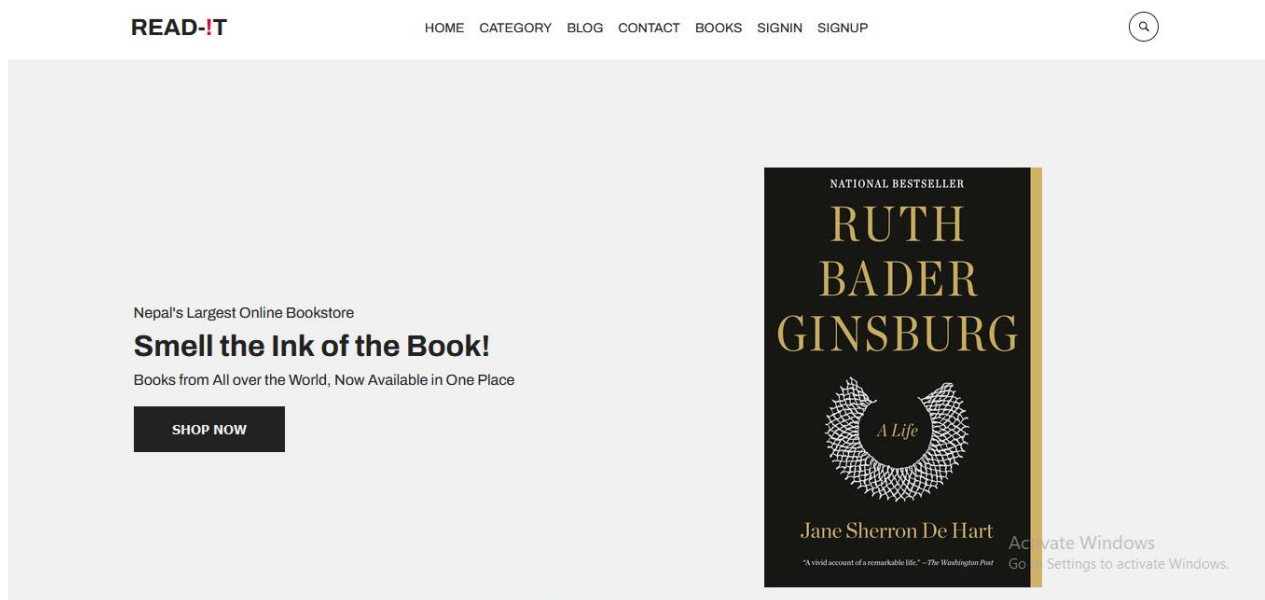 READ-!T
HOME CATEGORY BLOG CONTACT BOOKS SIGNIN SIGNUP
Nepal's Largest Online Bookstore
Smell the Ink of the Book!
Books from All over the World, Now Available in One Place
SHOP NOW
NATIONAL BESTSELLER
RUTH
BADER
GINSBURG
A Life
Jane Sherron De Hart
"A vivid account of a remarkable life." —The Washington Post
Activate Windows
Go to Settings to activate Windows.